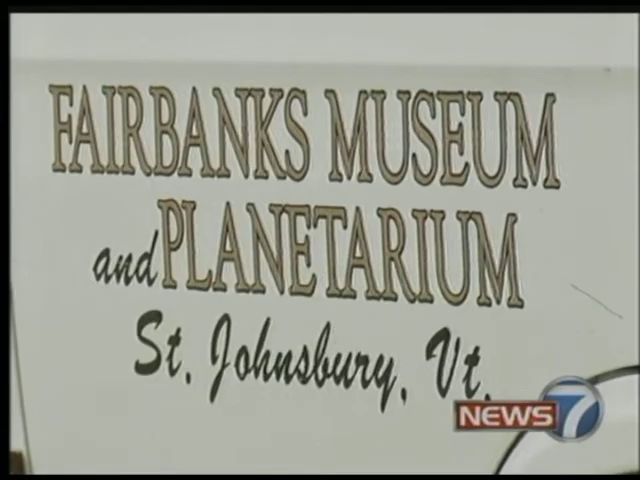 FAIRBANKS MUSEUM
and PLANETARIUM
St. Johnsbury, Vt.
NEWS 7